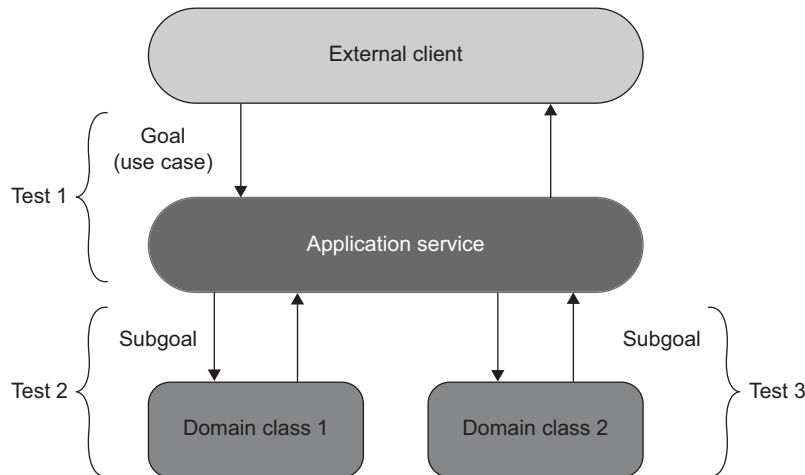 External client
Goal
(use case)
Test 1
Application service
Subgoal
Subgoal
Test 2
Test 3
Domain class 1
Domain class 2